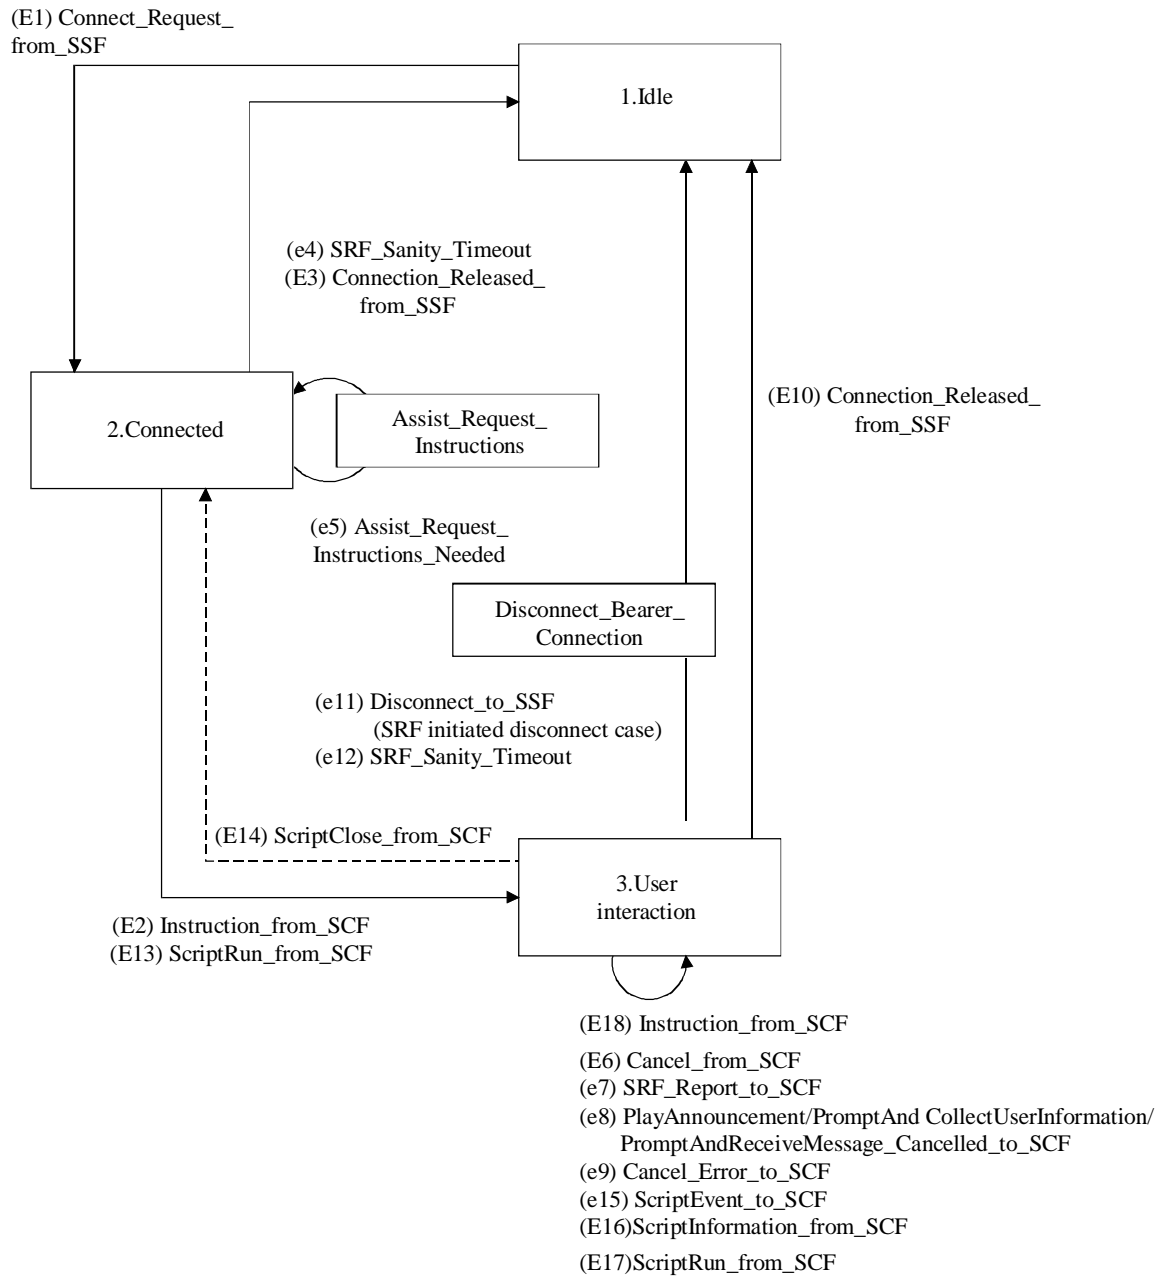 (E1) Connect_Request_
from_SSF
1.Idle
(e4) SRF_Sanity_Timeout
(E3) Connection_Released_
from_SSF
(E10) Connection_Released_
from_SSF
2.Connected
Assist_Request_
Instructions
(e5) Assist_Request_
Instructions_Needed
Disconnect_Bearer_
Connection
(e11) Disconnect_to_SSF
(SRF initiated disconnect case)
(e12) SRF_Sanity_Timeout
(E14) ScriptClose_from_SCF
3.User
interaction
(E2) Instruction_from_SCF
(E13) ScriptRun_from_SCF
(E18) Instruction_from_SCF
(E6) Cancel_from_SCF
(e7) SRF_Report_to_SCF
(e8) PlayAnnouncement/PromptAnd CollectUserInformation/
PromptAndReceiveMessage_Cancelled_to_SCF
(e9) Cancel_Error_to_SCF
(e15) ScriptEvent_to_SCF
(E16)ScriptInformation_from_SCF
(E17)ScriptRun_from_SCF